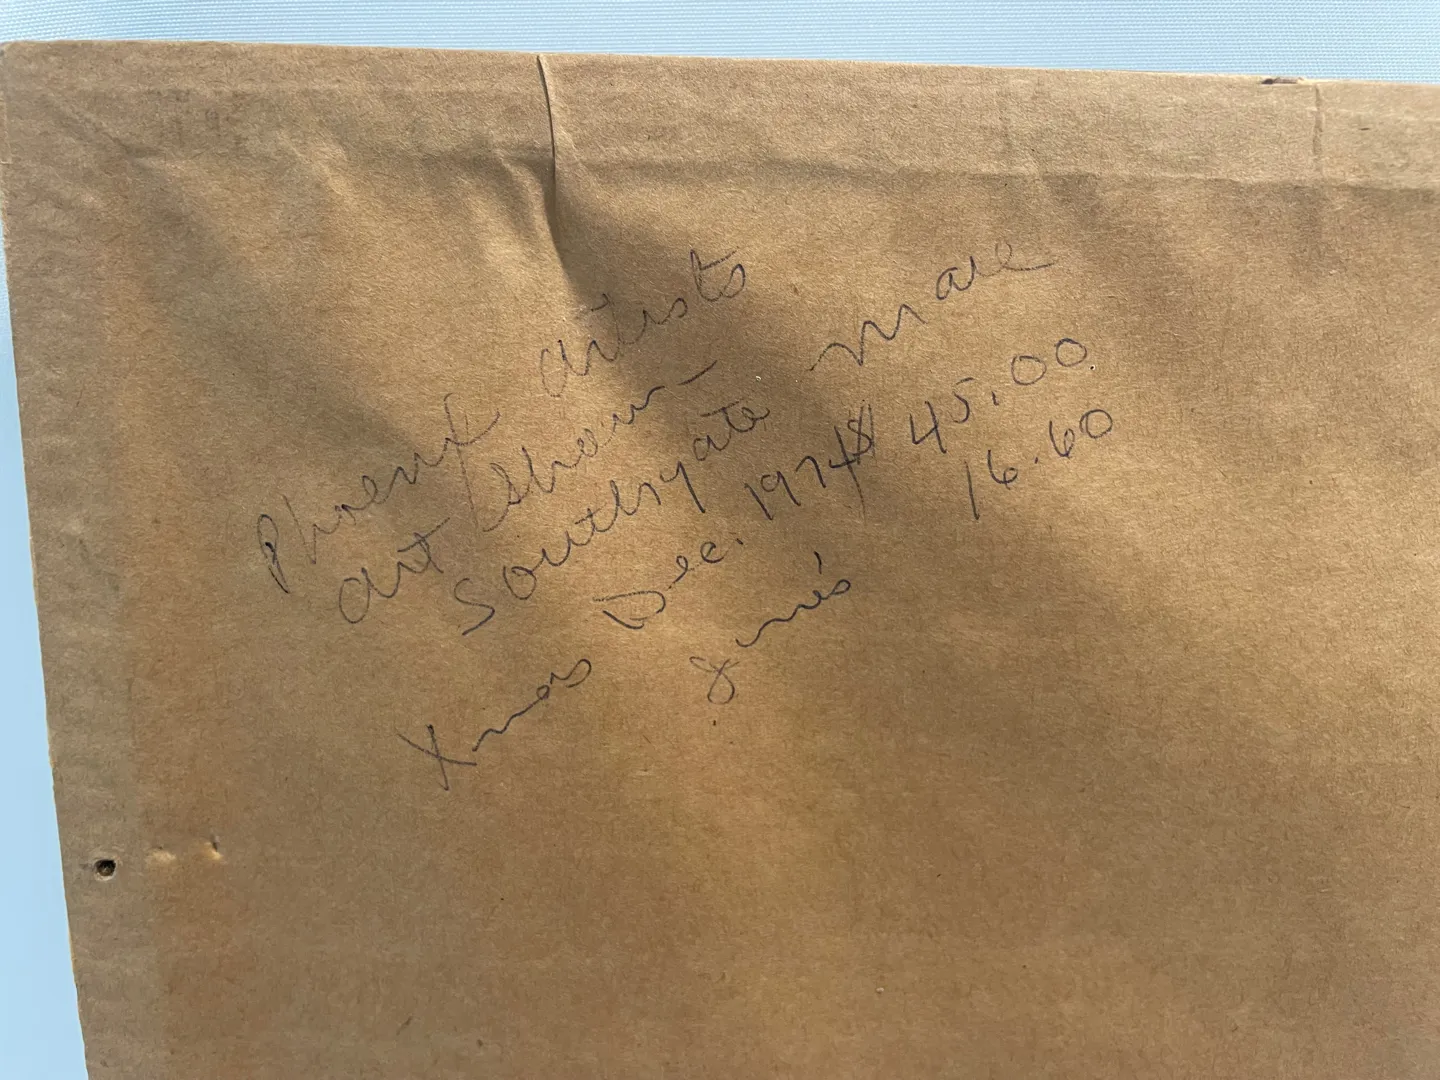 Phoenix artists
art Show
Southgate Mall
Xmas Dec. 1974 $ 45.00
16.60